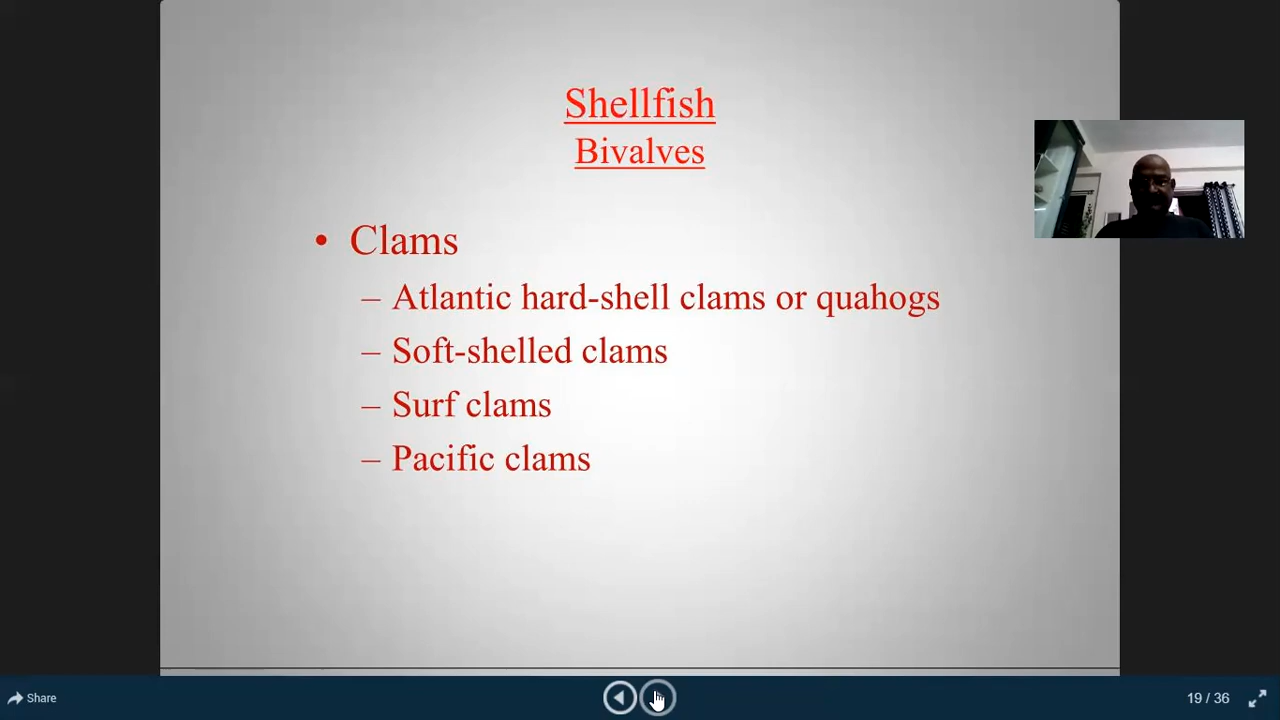 Shellfish
Bivalves
• Clams
– Atlantic hard-shell clams or quahogs
– Soft-shelled clams
– Surf clams
– Pacific clams
Share
19 / 36